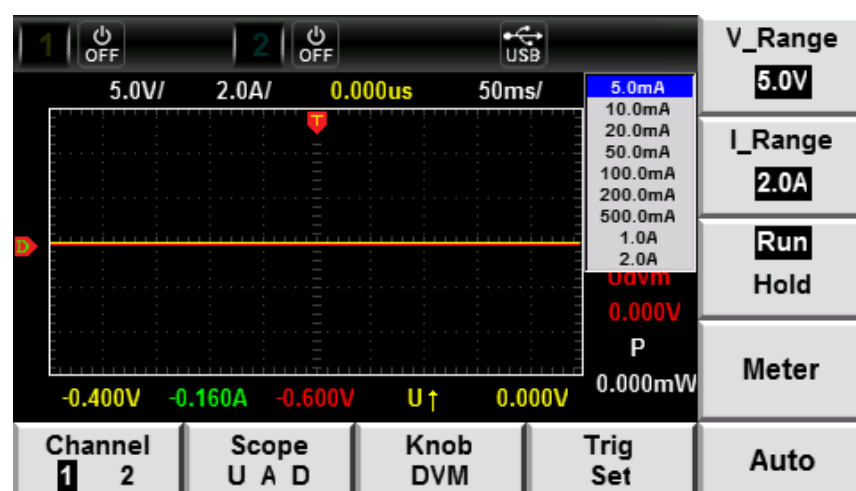 1 OFF 2 OFF USB
5.0V/ 2.0A/ 0.000us 50ms/
T
D
5.0mA
10.0mA
20.0mA
50.0mA
100.0mA
200.0mA
500.0mA
1.0A
2.0A
Udvm
0.000V
P
0.000mW
-0.400V -0.160A -0.600V U↑ 0.000V
V_Range
5.0V
I_Range
2.0A
Run
Hold
Meter
Auto
Channel
1 2
Scope
U A D
Knob
DVM
Trig
Set